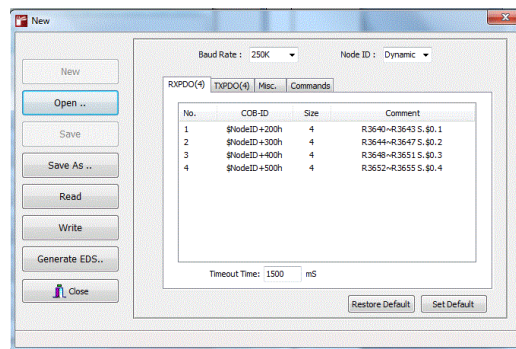 New
Baud Rate : 250K Node ID : Dynamic
New
Open ..
Save
Save As ..
Read
Write
Generate EDS..
Close
RXPDO(4) TXPDO(4) Misc. Commands
No. COB-ID Size Comment
1 $NodeID+200h 4 R3640~R3643 S.$0.1
2 $NodeID+300h 4 R3644~R3647 S.$0.2
3 $NodeID+400h 4 R3648~R3651 S.$0.3
4 $NodeID+500h 4 R3652~R3655 S.$0.4
Timeout Time: 1500 mS
Restore Default Set Default